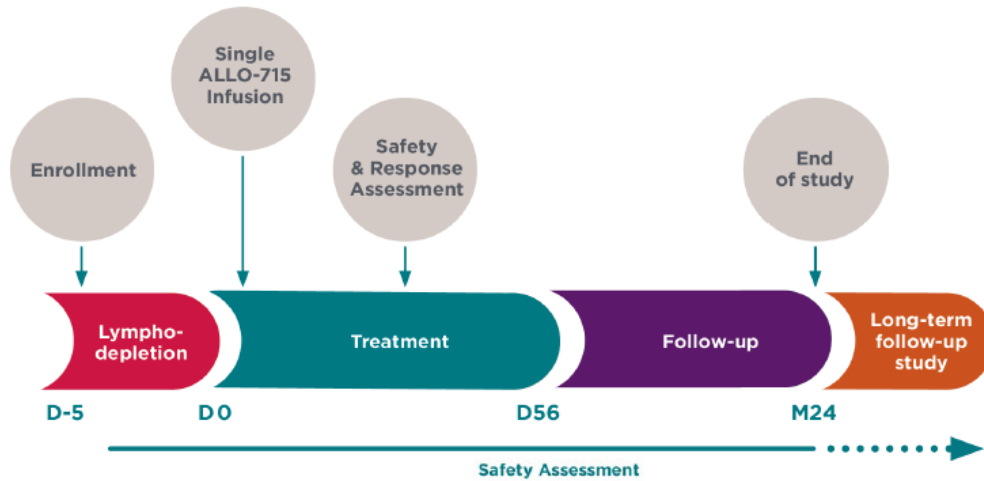 Single
ALLO-715
Infusion
Enrollment
Safety
& Response
Assessment
End
of study
Lympho-
depletion
Treatment
Follow-up
Long-term
follow-up
study
D-5
D0
D56
M24
Safety Assessment